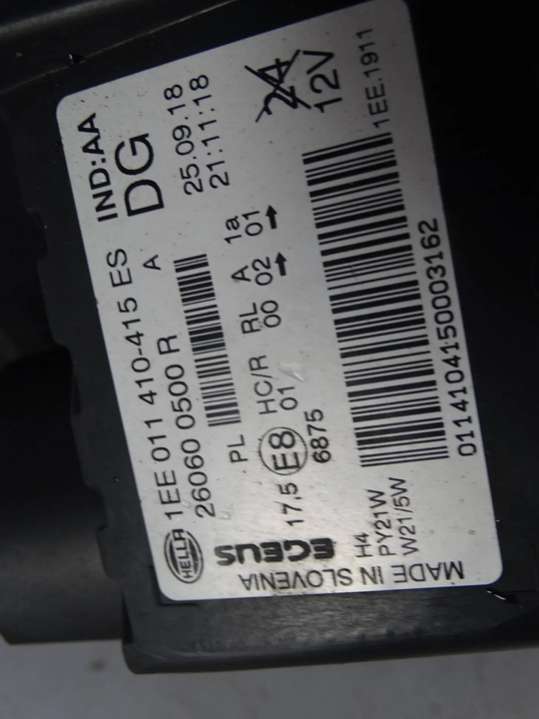 HELLA
1EE 011 410-415 ES
IND:AA
26060 0500 R
A
DG
25.09.18
21:11:18
PL HC/R RL A 1a
17.5 E8 01 00 02 01
6875
24
12V
1EE.1911
01141041500003162
EGEUS
H4
PY21W
W21/5W
MADE IN SLOVENIA